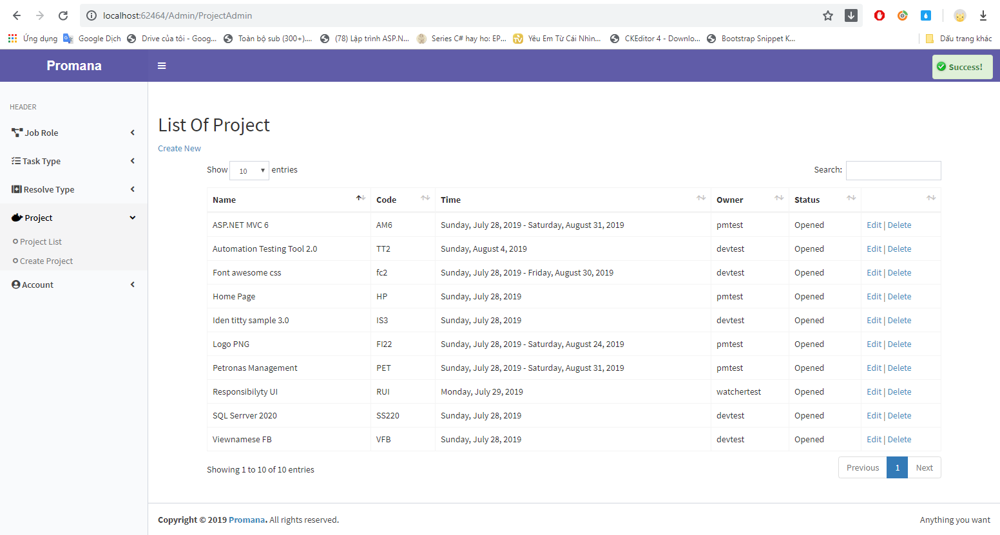 localhost:62464/Admin/ProjectAdmin
Ứng dụng Google Dịch Drive của tôi - Goog... Toàn bộ sub (300+).... (78) Lập trình ASP.N... Series C# hay ho: EP... Yêu Em Từ Cái Nhìn... CKEditor 4 - Downlo... Bootstrap Snippet K... Dấu trang khác
Promana Success!
HEADER
Job Role
Task Type
Resolve Type
Project
Project List
Create Project
Account
List Of Project
Create New
Show 10 entries Search:
Name Code Time Owner Status
ASP.NET MVC 6 AM6 Sunday, July 28, 2019 - Saturday, August 31, 2019 pmtest Opened Edit | Delete
Automation Testing Tool 2.0 TT2 Sunday, August 4, 2019 devtest Opened Edit | Delete
Font awesome css fc2 Sunday, July 28, 2019 - Friday, August 30, 2019 devtest Opened Edit | Delete
Home Page HP Sunday, July 28, 2019 pmtest Opened Edit | Delete
Iden titty sample 3.0 IS3 Sunday, July 28, 2019 devtest Opened Edit | Delete
Logo PNG FI22 Sunday, July 28, 2019 - Saturday, August 24, 2019 pmtest Opened Edit | Delete
Petronas Management PET Sunday, July 28, 2019 - Saturday, August 31, 2019 pmtest Opened Edit | Delete
Responsibilyty UI RUI Monday, July 29, 2019 watchertest Opened Edit | Delete
SQL Serrver 2020 SS220 Sunday, July 28, 2019 devtest Opened Edit | Delete
Viewnamese FB VFB Sunday, July 28, 2019 devtest Opened Edit | Delete
Showing 1 to 10 of 10 entries Previous 1 Next
Copyright © 2019 Promana. All rights reserved. Anything you want